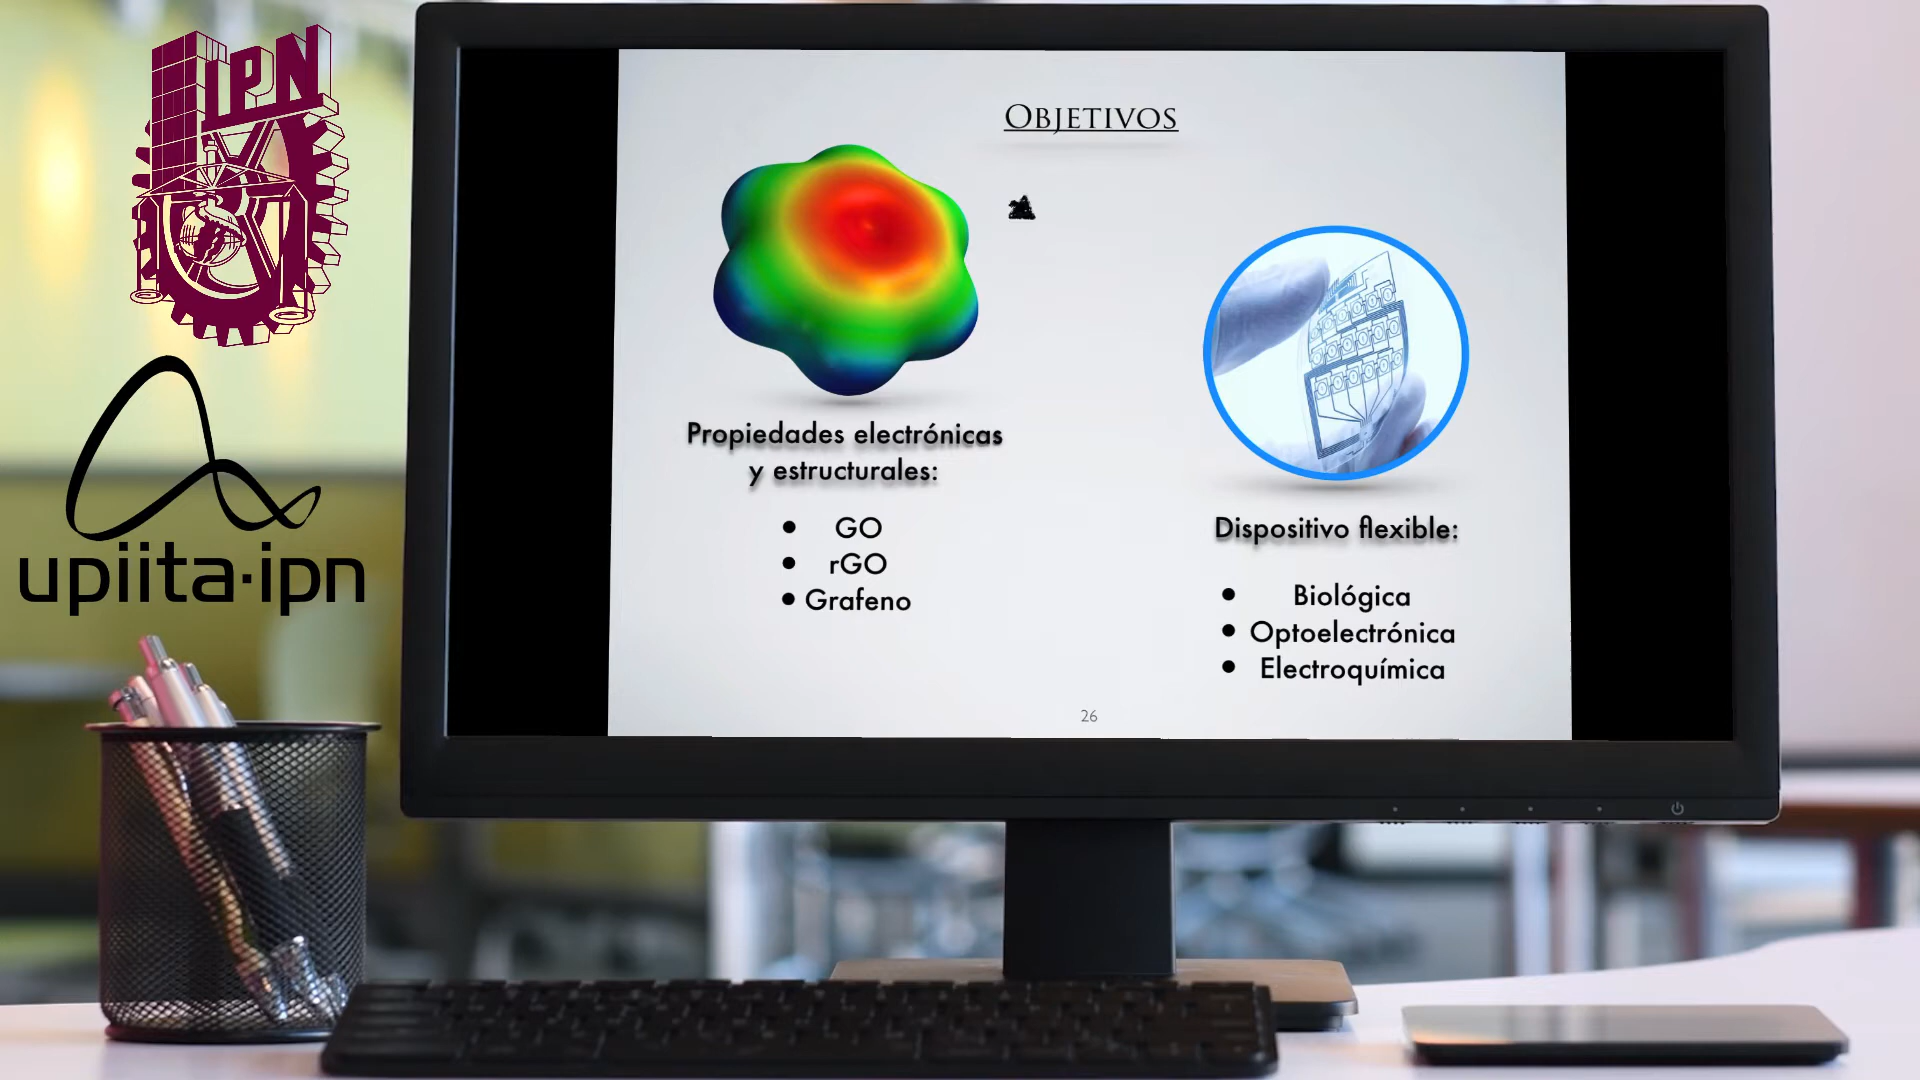 IPN
upiita·ipn
Objetivos
Propiedades electrónicas
y estructurales:
• GO
• rGO
• Grafeno
Dispositivo flexible:
• Biológica
• Optoelectrónica
• Electroquímica
26